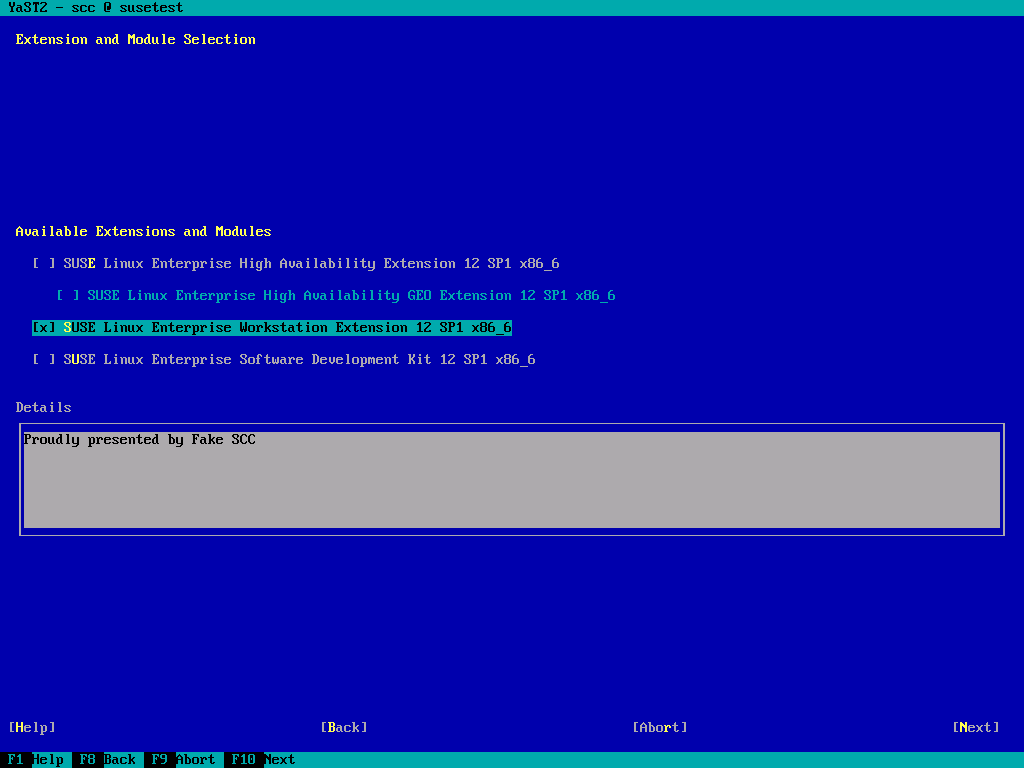 YaST2 - scc @ susetest
Extension and Module Selection
Available Extensions and Modules
[ ] SUSE Linux Enterprise High Availability Extension 12 SP1 x86_6
[ ] SUSE Linux Enterprise High Availability GEO Extension 12 SP1 x86_6
[x] SUSE Linux Enterprise Workstation Extension 12 SP1 x86_6
[ ] SUSE Linux Enterprise Software Development Kit 12 SP1 x86_6
Details
Proudly presented by Fake SCC
[Help] [Back] [Abort] [Next]
F1 Help F8 Back F9 Abort F10 Next